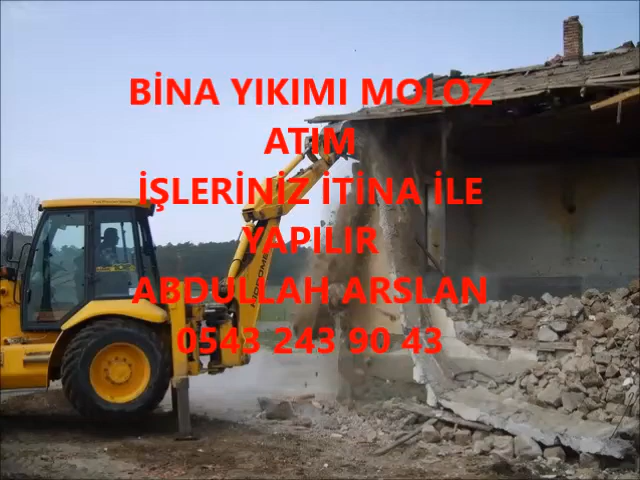 BİNA YIKIMI MOLOZ
ATIM
İŞLERİNİZ İTİNA İLE
YAPILIR
ABDULLAH ARSLAN
0543 243 90 43